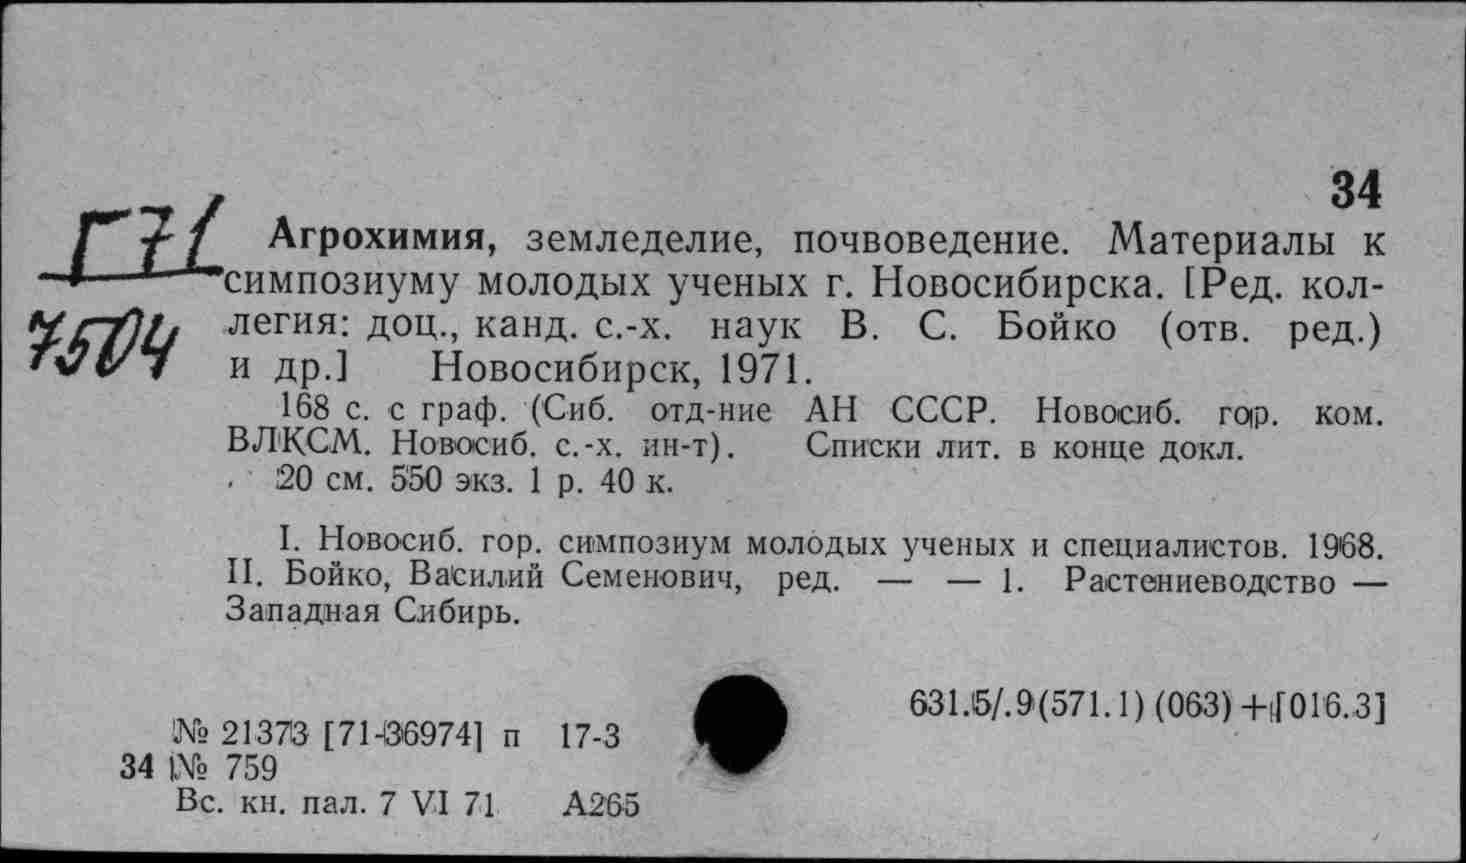 34
Г71
7504
Агрохимия, земледелие, почвоведение. Материалы к
симпозиуму молодых ученых г. Новосибирска. [Ред. кол-
легия: доц., канд. с.-х. наук В. С. Бойко (отв. ред.)
и др.] Новосибирск, 1971.
168 с. с граф. (Сиб. отд-ние АН СССР. Новосиб. гор. ком.
ВЛКСМ. Новосиб. с.-х. ин-т). Списки лит. в конце докл.
20 см. 550 экз. 1 р. 40 к.
I. Новосиб. гор. симпозиум молодых ученых и специалистов. 1968.
II. Бойко, Василий Семенович, ред. — — 1. Растениеводство —
Западная Сибирь.
631.5/.9(571.1) (063) +[016.3]
№ 21373 [71-36974] п 17-3
34 № 759
Вс. кн. пал. 7 VI 71 А265